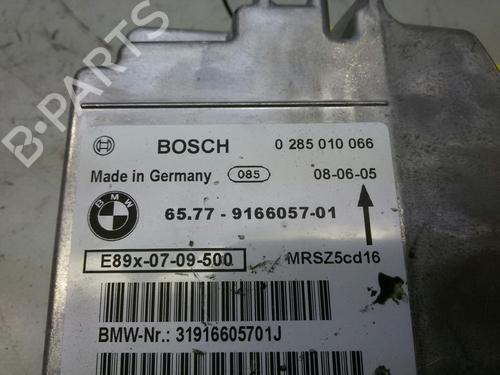 B-PARTS
BOSCH 0 285 010 066
Made in Germany 085 08-06-05
BMW 65.77 - 9166057-01
E89x-07-09-500 MRSZ5cd16
BMW-Nr.: 31916605701J